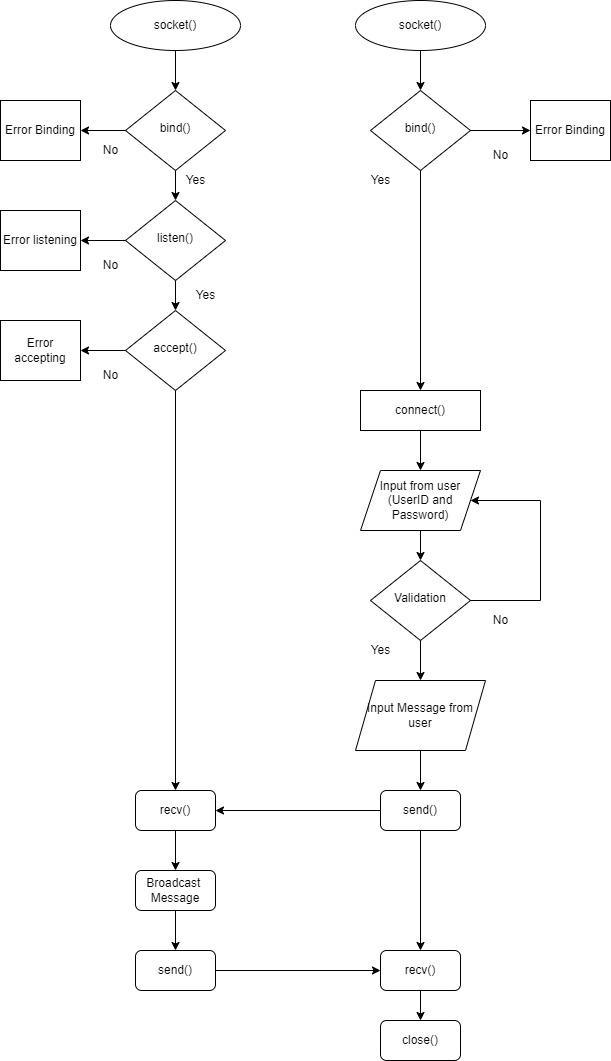 socket()
socket()
bind()
Error Binding
No
Yes
bind()
Error Binding
No
Yes
listen()
Error listening
No
Yes
accept()
Error
accepting
No
connect()
Input from user
(UserID and
Password)
Validation
No
Yes
Input Message from
user
recv()
send()
Broadcast
Message
send()
recv()
close()